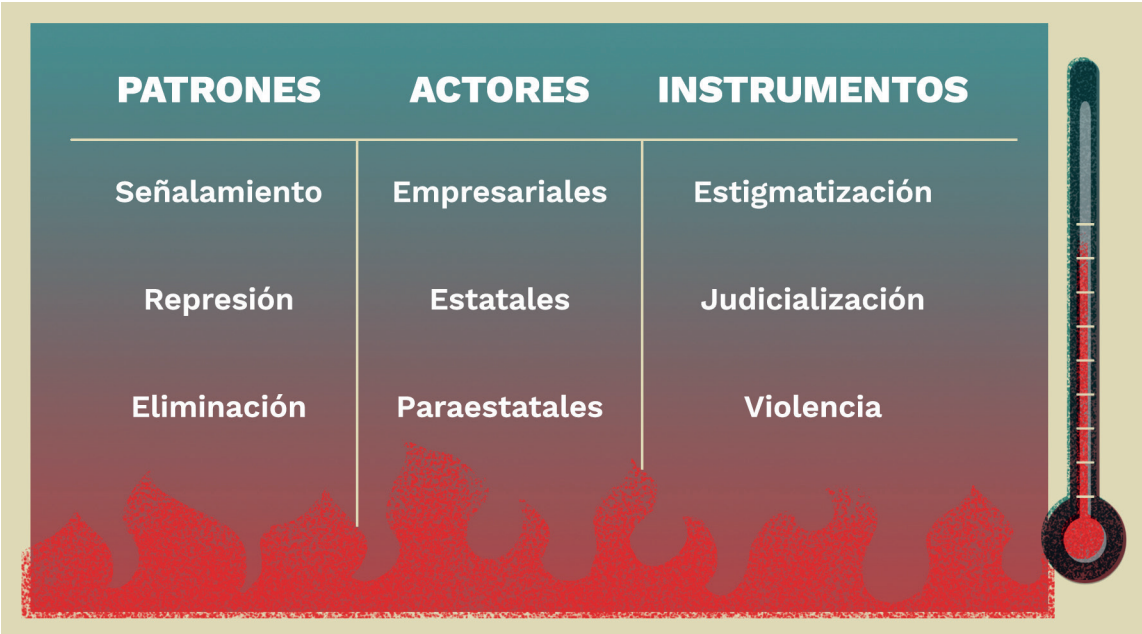 PATRONES ACTORES INSTRUMENTOS
Señalamiento Empresariales Estigmatización
Represión Estatales Judicialización
Eliminación Paraestatales Violencia